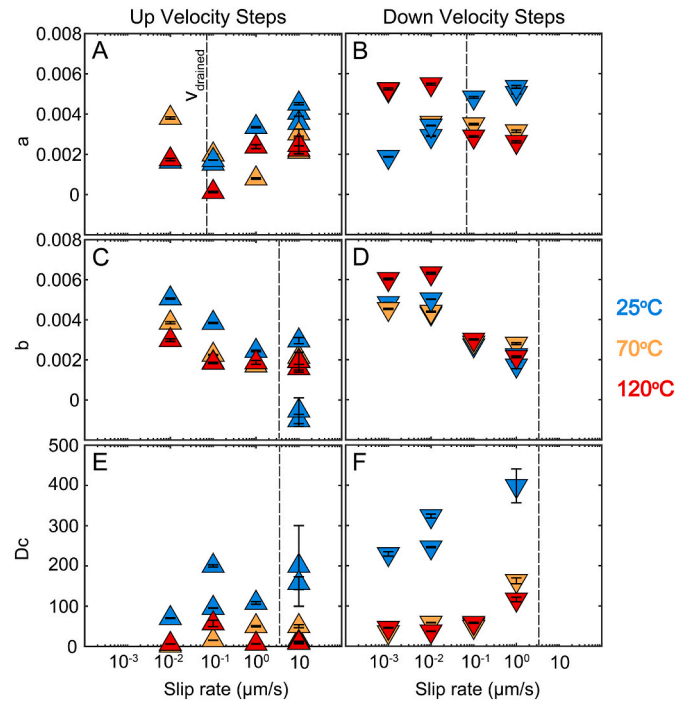 Up Velocity Steps Down Velocity Steps
0.008 A v drained B
0.006
a 0.004
0.002
0
0.008 C D
0.006
b 0.004
0.002
0
25°C
70°C
120°C
500 E F
400
Dc 300
200
100
0
10⁻³ 10⁻² 10⁻¹ 10⁰ 10 10⁻³ 10⁻² 10⁻¹ 10⁰ 10
Slip rate (µm/s) Slip rate (µm/s)